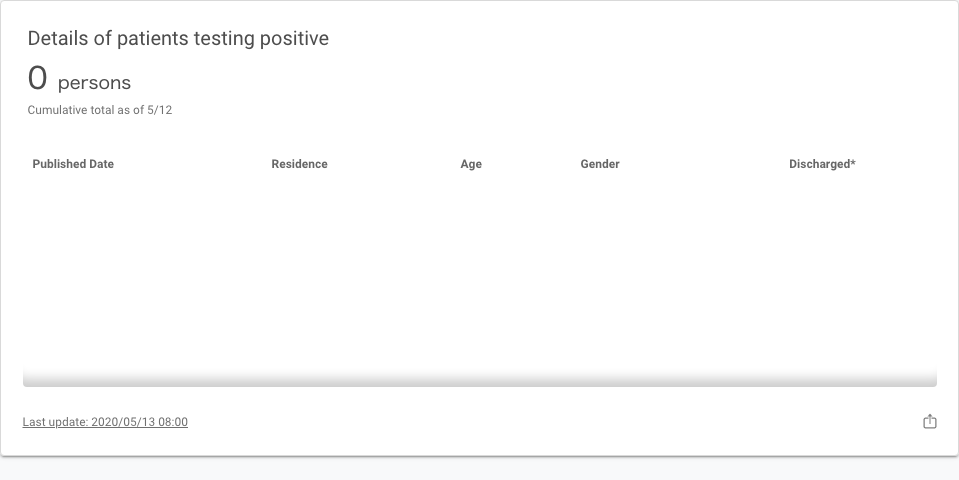 Details of patients testing positive
0 persons
Cumulative total as of 5/12
Published Date Residence Age Gender Discharged*
Last update: 2020/05/13 08:00